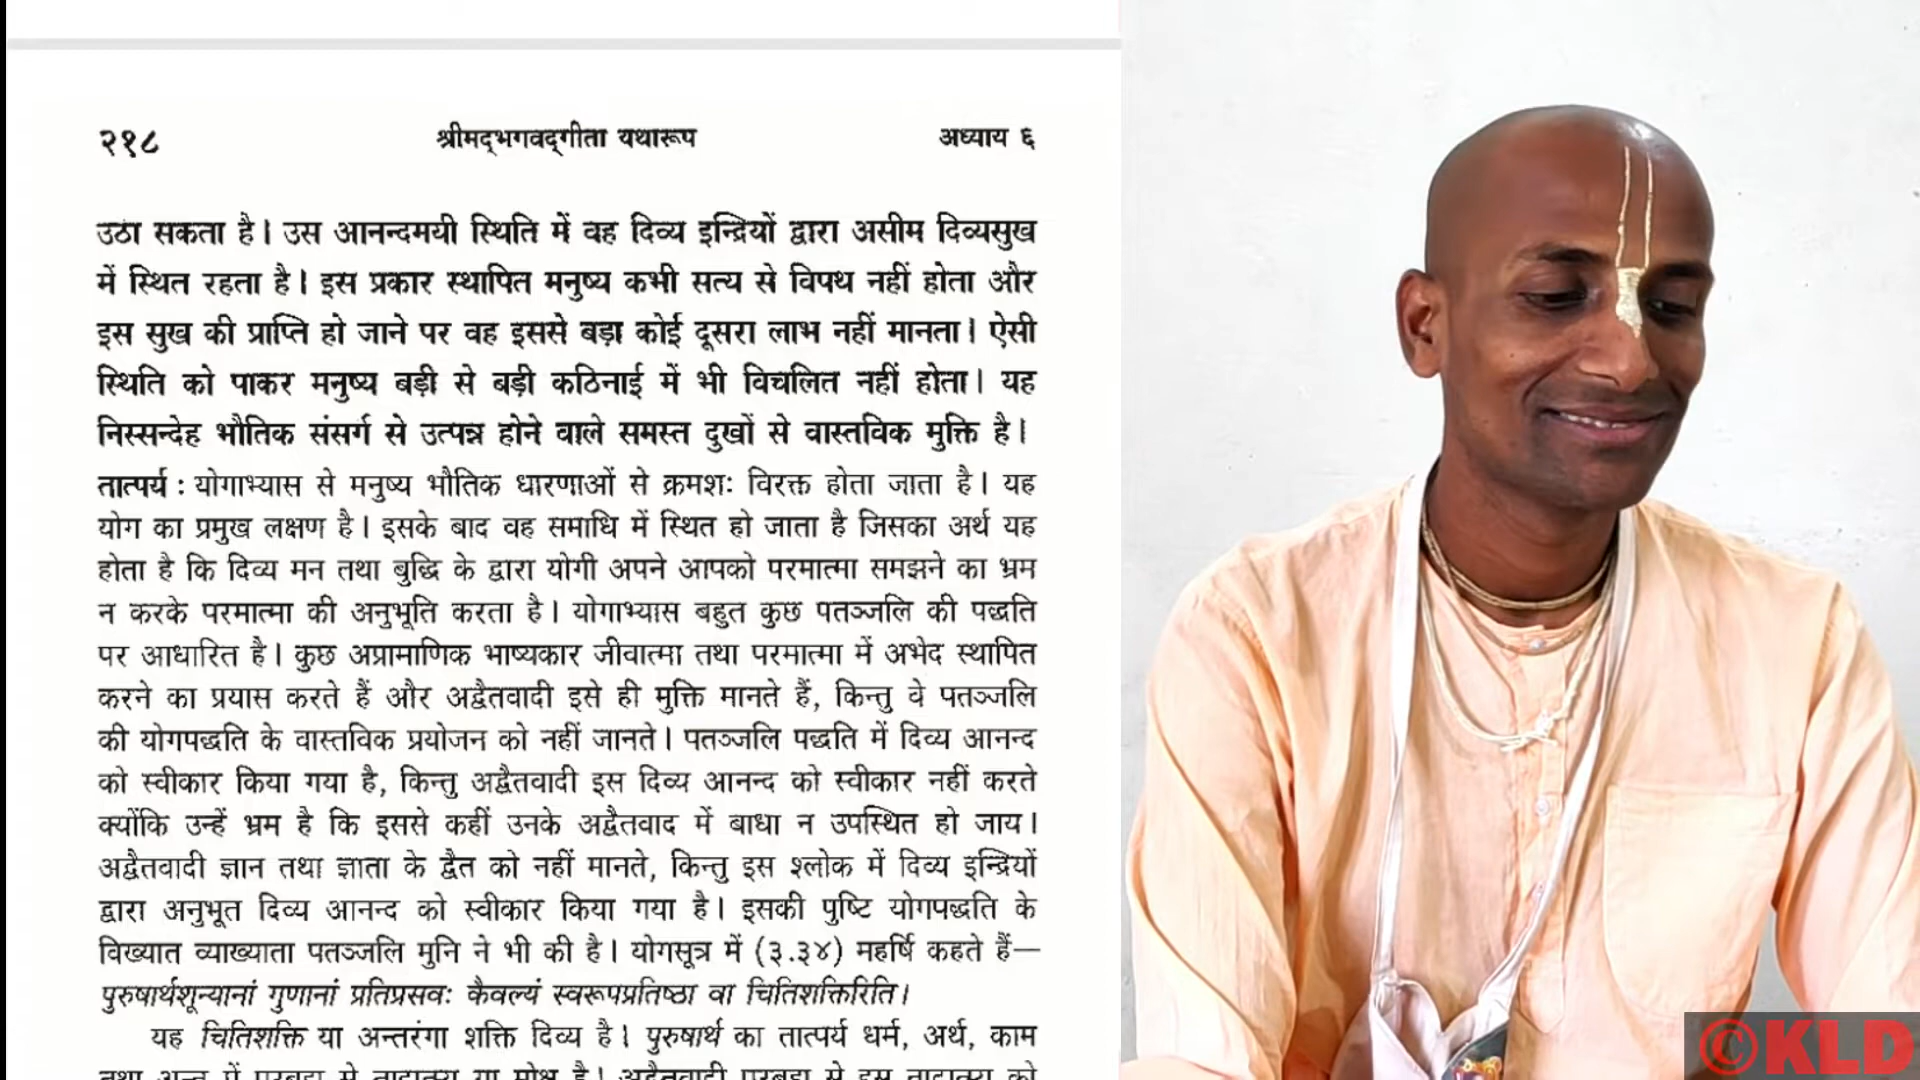 २१८ श्रीमद्भगवद्गीता यथारूप अध्याय ६
उठा सकता है। उस आनन्दमयी स्थिति में वह दिव्य इन्द्रियों द्वारा असीम दिव्यसुख
में स्थित रहता है। इस प्रकार स्थापित मनुष्य कभी सत्य से विपथ नहीं होता और
इस सुख की प्राप्ति हो जाने पर वह इससे बड़ा कोई दूसरा लाभ नहीं मानता। ऐसी
स्थिति को पाकर मनुष्य बड़ी से बड़ी कठिनाई में भी विचलित नहीं होता। यह
निस्सन्देह भौतिक संसर्ग से उत्पन्न होने वाले समस्त दुखों से वास्तविक मुक्ति है।
तात्पर्य : योगाभ्यास से मनुष्य भौतिक धारणाओं से क्रमशः विरक्त होता जाता है। यह
योग का प्रमुख लक्षण है। इसके बाद वह समाधि में स्थित हो जाता है जिसका अर्थ यह
होता है कि दिव्य मन तथा बुद्धि के द्वारा योगी अपने आपको परमात्मा समझने का भ्रम
न करके परमात्मा की अनुभूति करता है। योगाभ्यास बहुत कुछ पतञ्जलि की पद्धति
पर आधारित है। कुछ अप्रामाणिक भाष्यकार जीवात्मा तथा परमात्मा में अभेद स्थापित
करने का प्रयास करते हैं और अद्वैतवादी इसे ही मुक्ति मानते हैं, किन्तु वे पतञ्जलि
की योगपद्धति के वास्तविक प्रयोजन को नहीं जानते। पतञ्जलि पद्धति में दिव्य आनन्द
को स्वीकार किया गया है, किन्तु अद्वैतवादी इस दिव्य आनन्द को स्वीकार नहीं करते
क्योंकि उन्हें भ्रम है कि इससे कहीं उनके अद्वैतवाद में बाधा न उपस्थित हो जाय।
अद्वैतवादी ज्ञान तथा ज्ञाता के द्वैत को नहीं मानते, किन्तु इस श्लोक में दिव्य इन्द्रियों
द्वारा अनुभूत दिव्य आनन्द को स्वीकार किया गया है। इसकी पुष्टि योगपद्धति के
विख्यात व्याख्याता पतञ्जलि मुनि ने भी की है। योगसूत्र में (३.३४) महर्षि कहते हैं—
पुरुषार्थशून्यानां गुणानां प्रतिप्रसवः कैवल्यं स्वरूपप्रतिष्ठा वा चितिशक्तिरिति।
यह चितिशक्ति या अन्तरंगा शक्ति दिव्य है। पुरुषार्थ का तात्पर्य धर्म, अर्थ, काम
©KLD